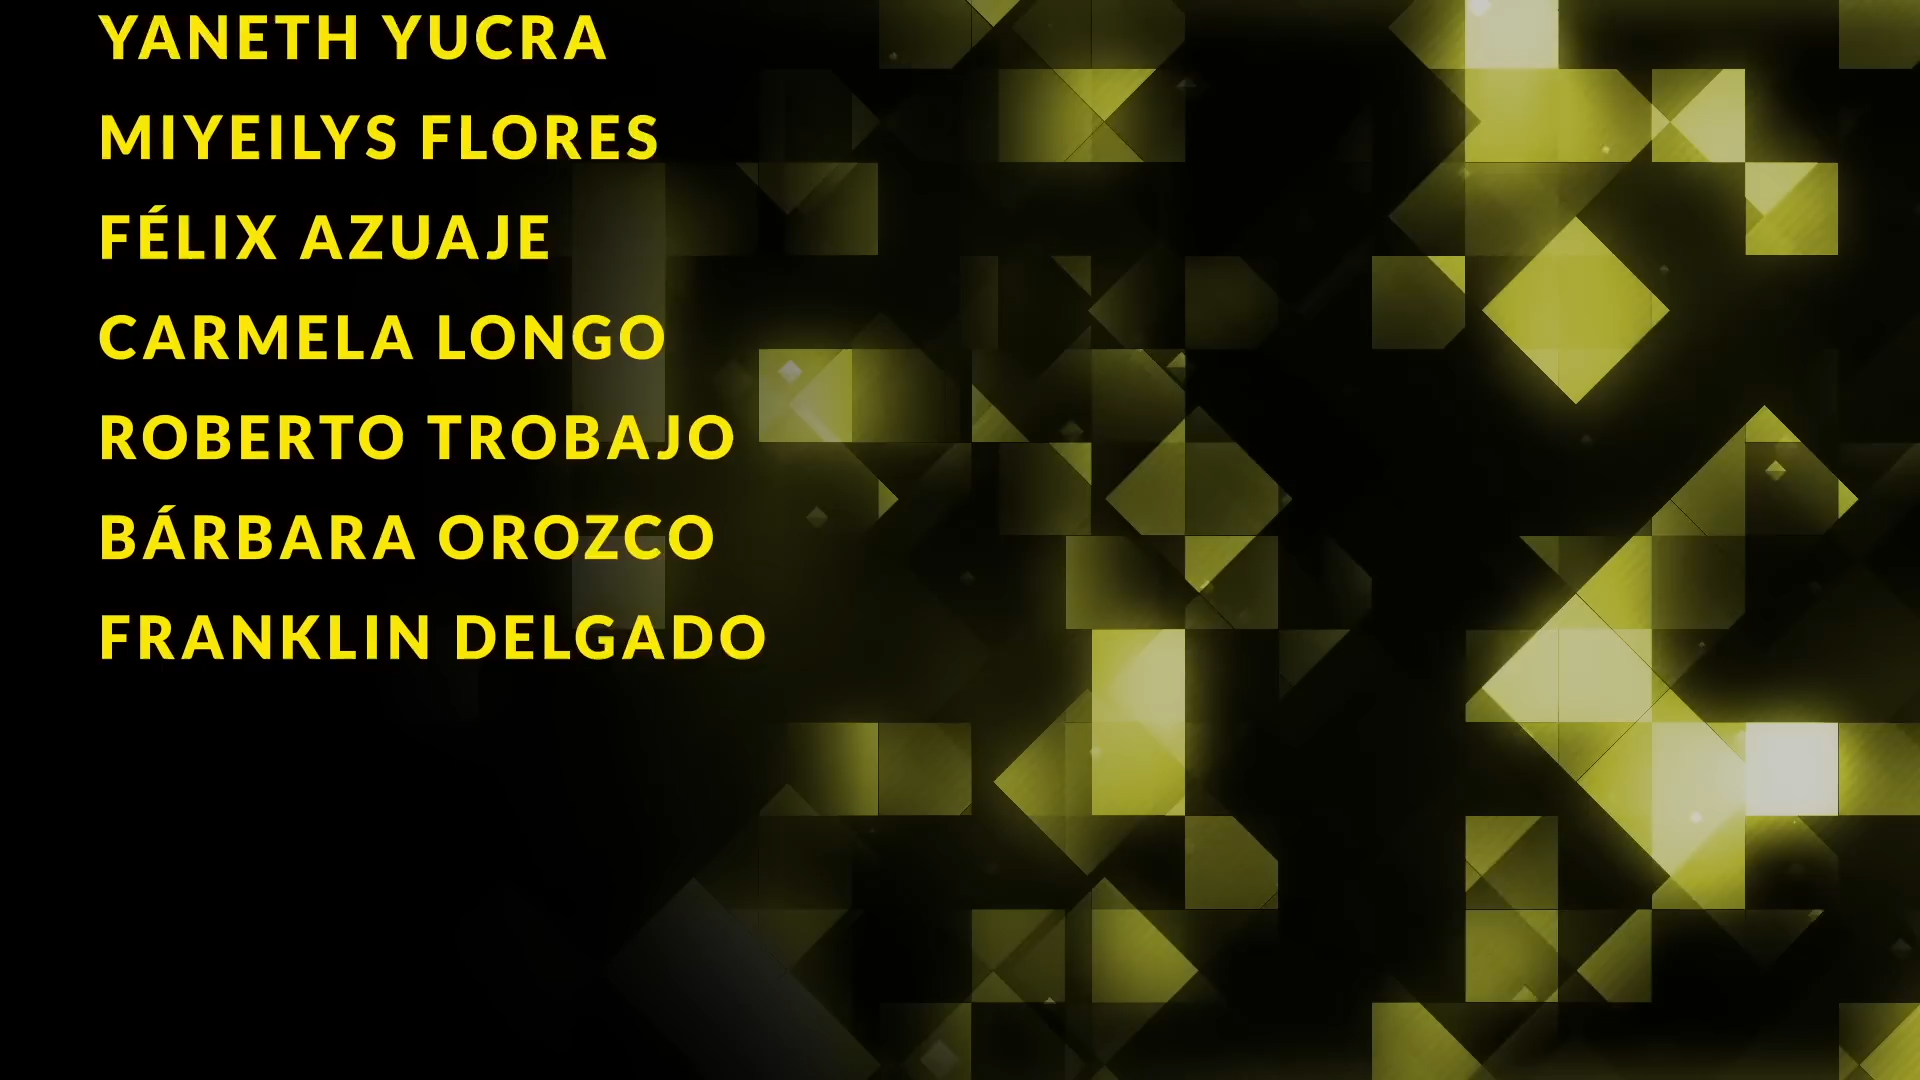 YANETH YUCRA
MIYEILYS FLORES
FÉLIX AZUAJE
CARMELA LONGO
ROBERTO TROBAJO
BÁRBARA OROZCO
FRANKLIN DELGADO